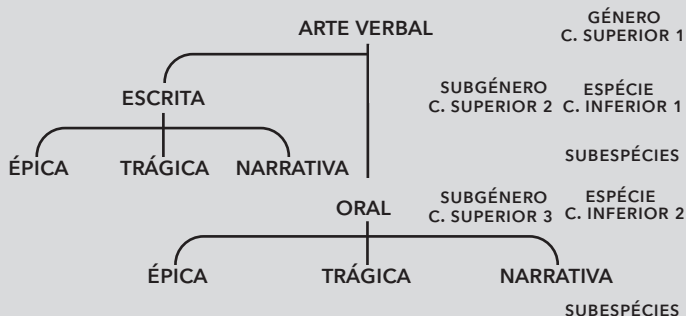 ARTE VERBAL
GÉNERO
C. SUPERIOR 1
ESCRITA
SUBGÉNERO
C. SUPERIOR 2
ESPÉCIE
C. INFERIOR 1
ÉPICA
TRÁGICA
NARRATIVA
SUBESPÉCIES
ORAL
SUBGÉNERO
C. SUPERIOR 3
ESPÉCIE
C. INFERIOR 2
ÉPICA
TRÁGICA
NARRATIVA
SUBESPÉCIES